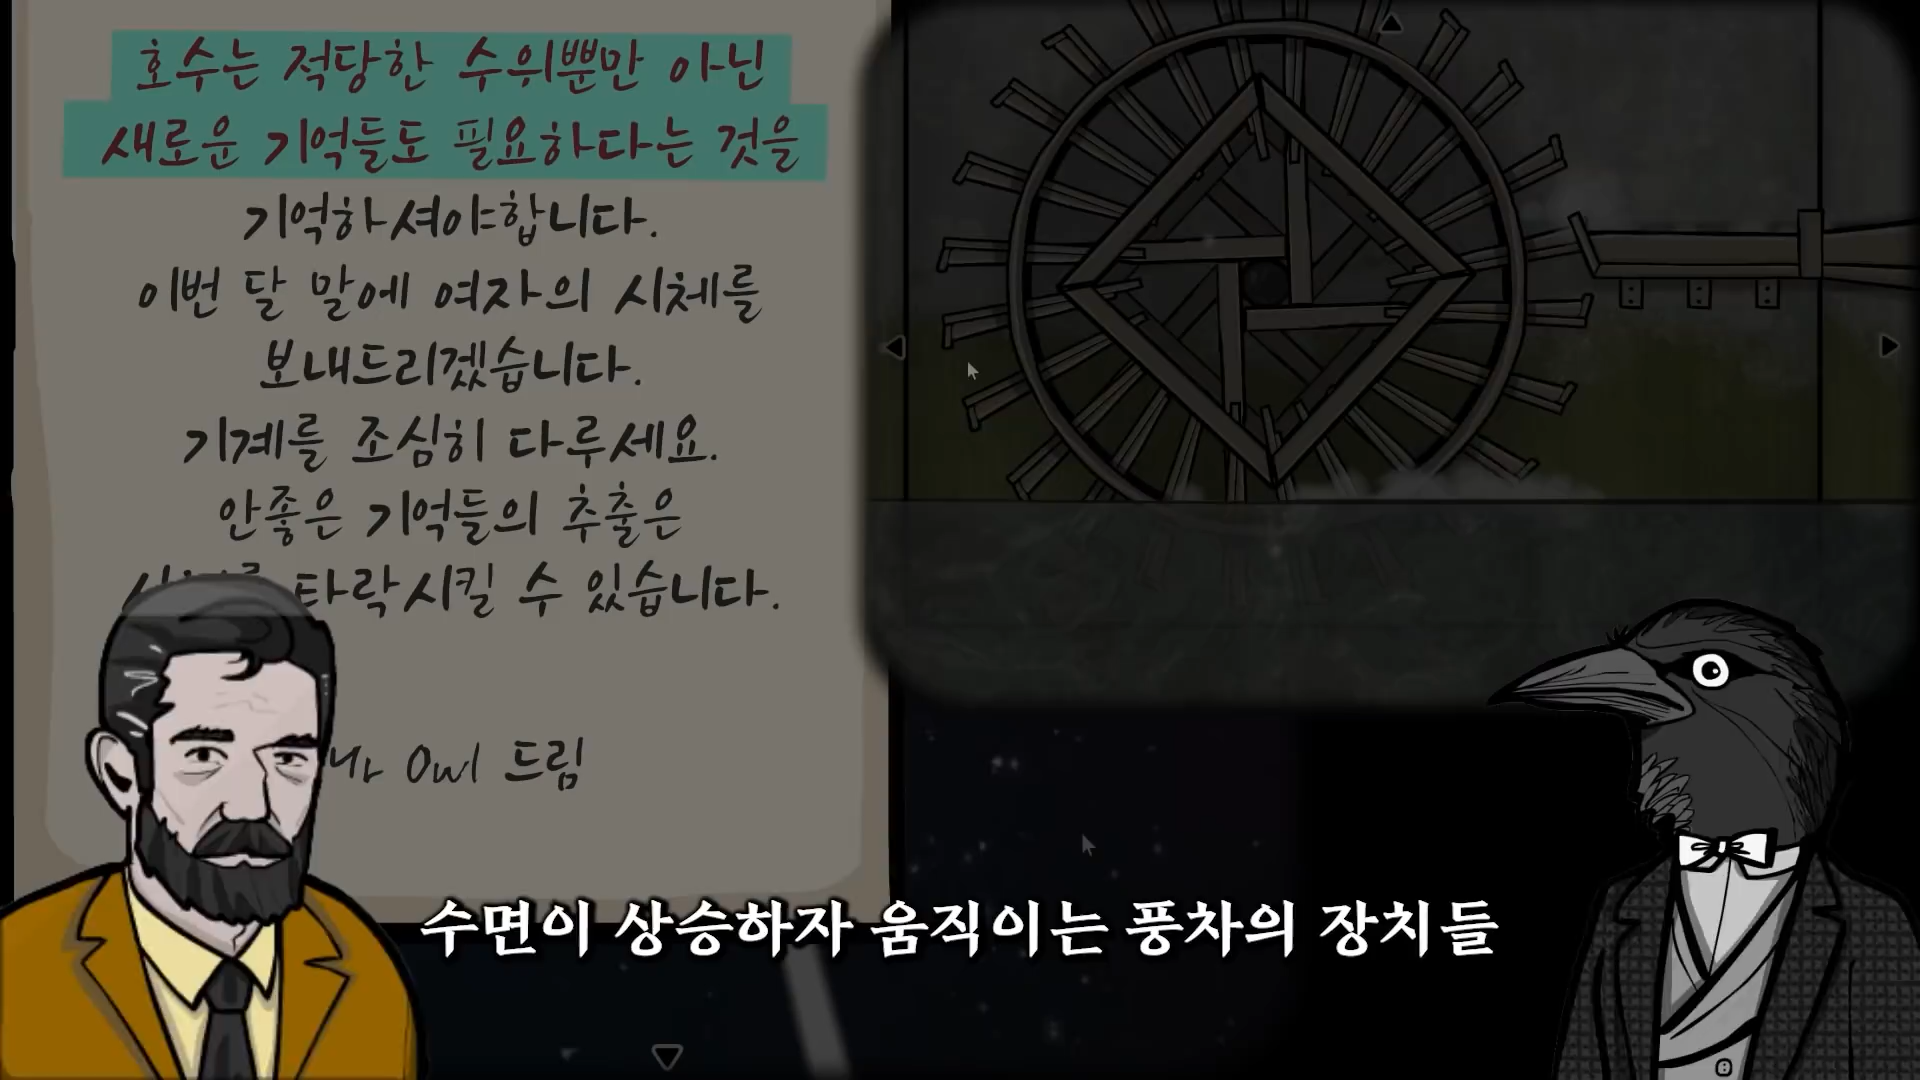 호수는 적당한 수위뿐만 아닌
새로운 기억들도 필요하다는 것을
기억하셔야합니다.
이번 달 말에 여자의 시체를
보내드리겠습니다.
기계를 조심히 다루세요.
안좋은 기억들의 추출은
타락시킬 수 있습니다.
Owl 드림
수면이 상승하자 움직이는 풍차의 장치들